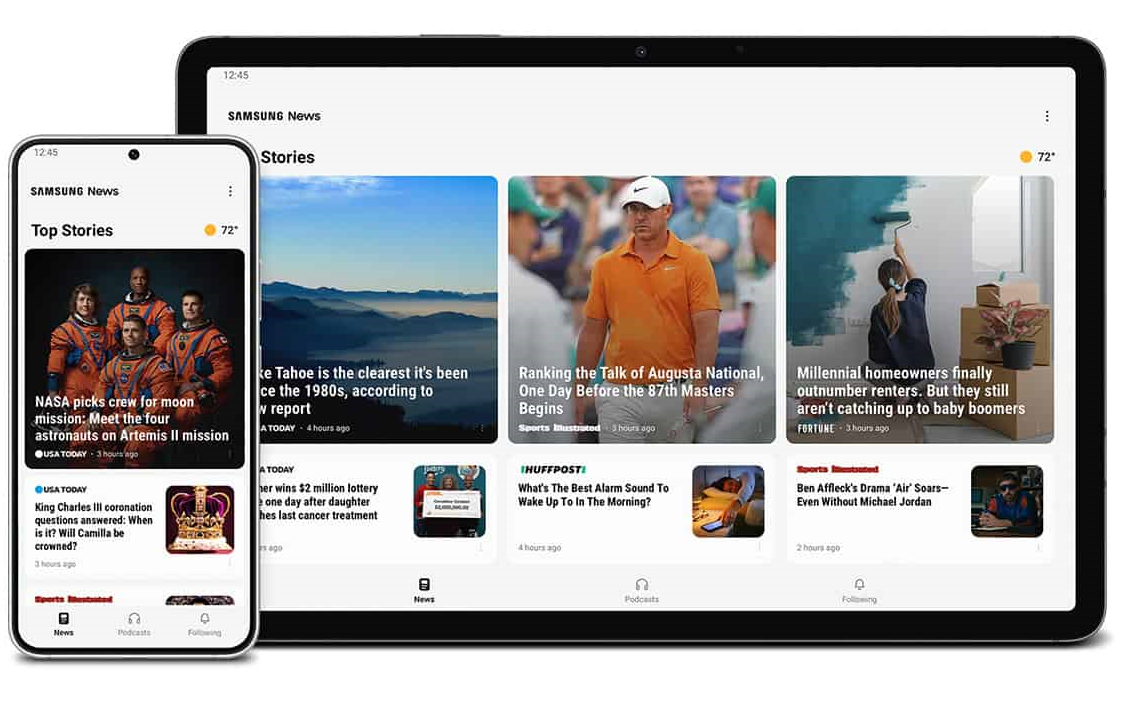 12:45
SAMSUNG News
Stories
72°
ke Tahoe is the clearest it's been
ce the 1980s, according to
w report
A TODAY · 4 hours ago
Ranking the Talk of Augusta National,
One Day Before the 87th Masters
Begins
Sports Illustrated · 3 hours ago
Millennial homeowners finally
outnumber renters. But they still
aren't catching up to baby boomers
FORTUNE · 3 hours ago
A TODAY
her wins $2 million lottery
e one day after daughter
hes last cancer treatment
rs ago
HUFFPOST
What's The Best Alarm Sound To
Wake Up To In The Morning?
4 hours ago
Sports Illustrated
Ben Affleck's Drama 'Air' Soars—
Even Without Michael Jordan
2 hours ago
News
Podcasts
Following
12:45
SAMSUNG News
Top Stories
72°
NASA picks crew for moon
mission: Meet the four
astronauts on Artemis II mission
USA TODAY · 3 hours ago
USA TODAY
King Charles III coronation
questions answered: When
is it? Will Camilla be
crowned?
3 hours ago
Sports Illustrated
News
Podcasts
Following